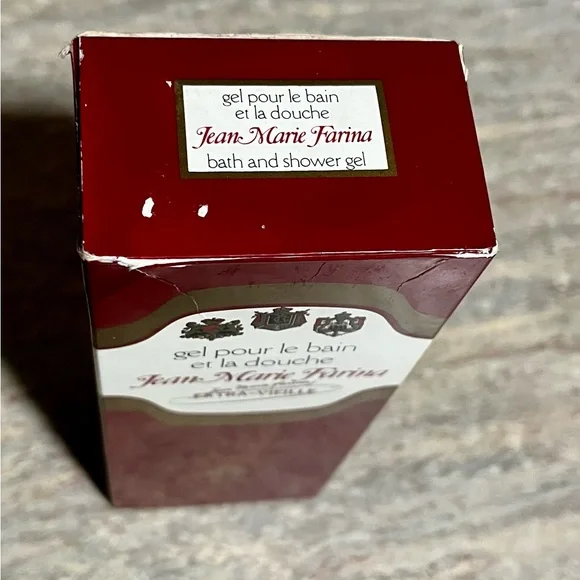 gel pour le bain
et la douche
Jean-Marie Farina
bath and shower gel
gel pour le bain
et la douche
Jean-Marie Farina
EXTRA-VIEILLE